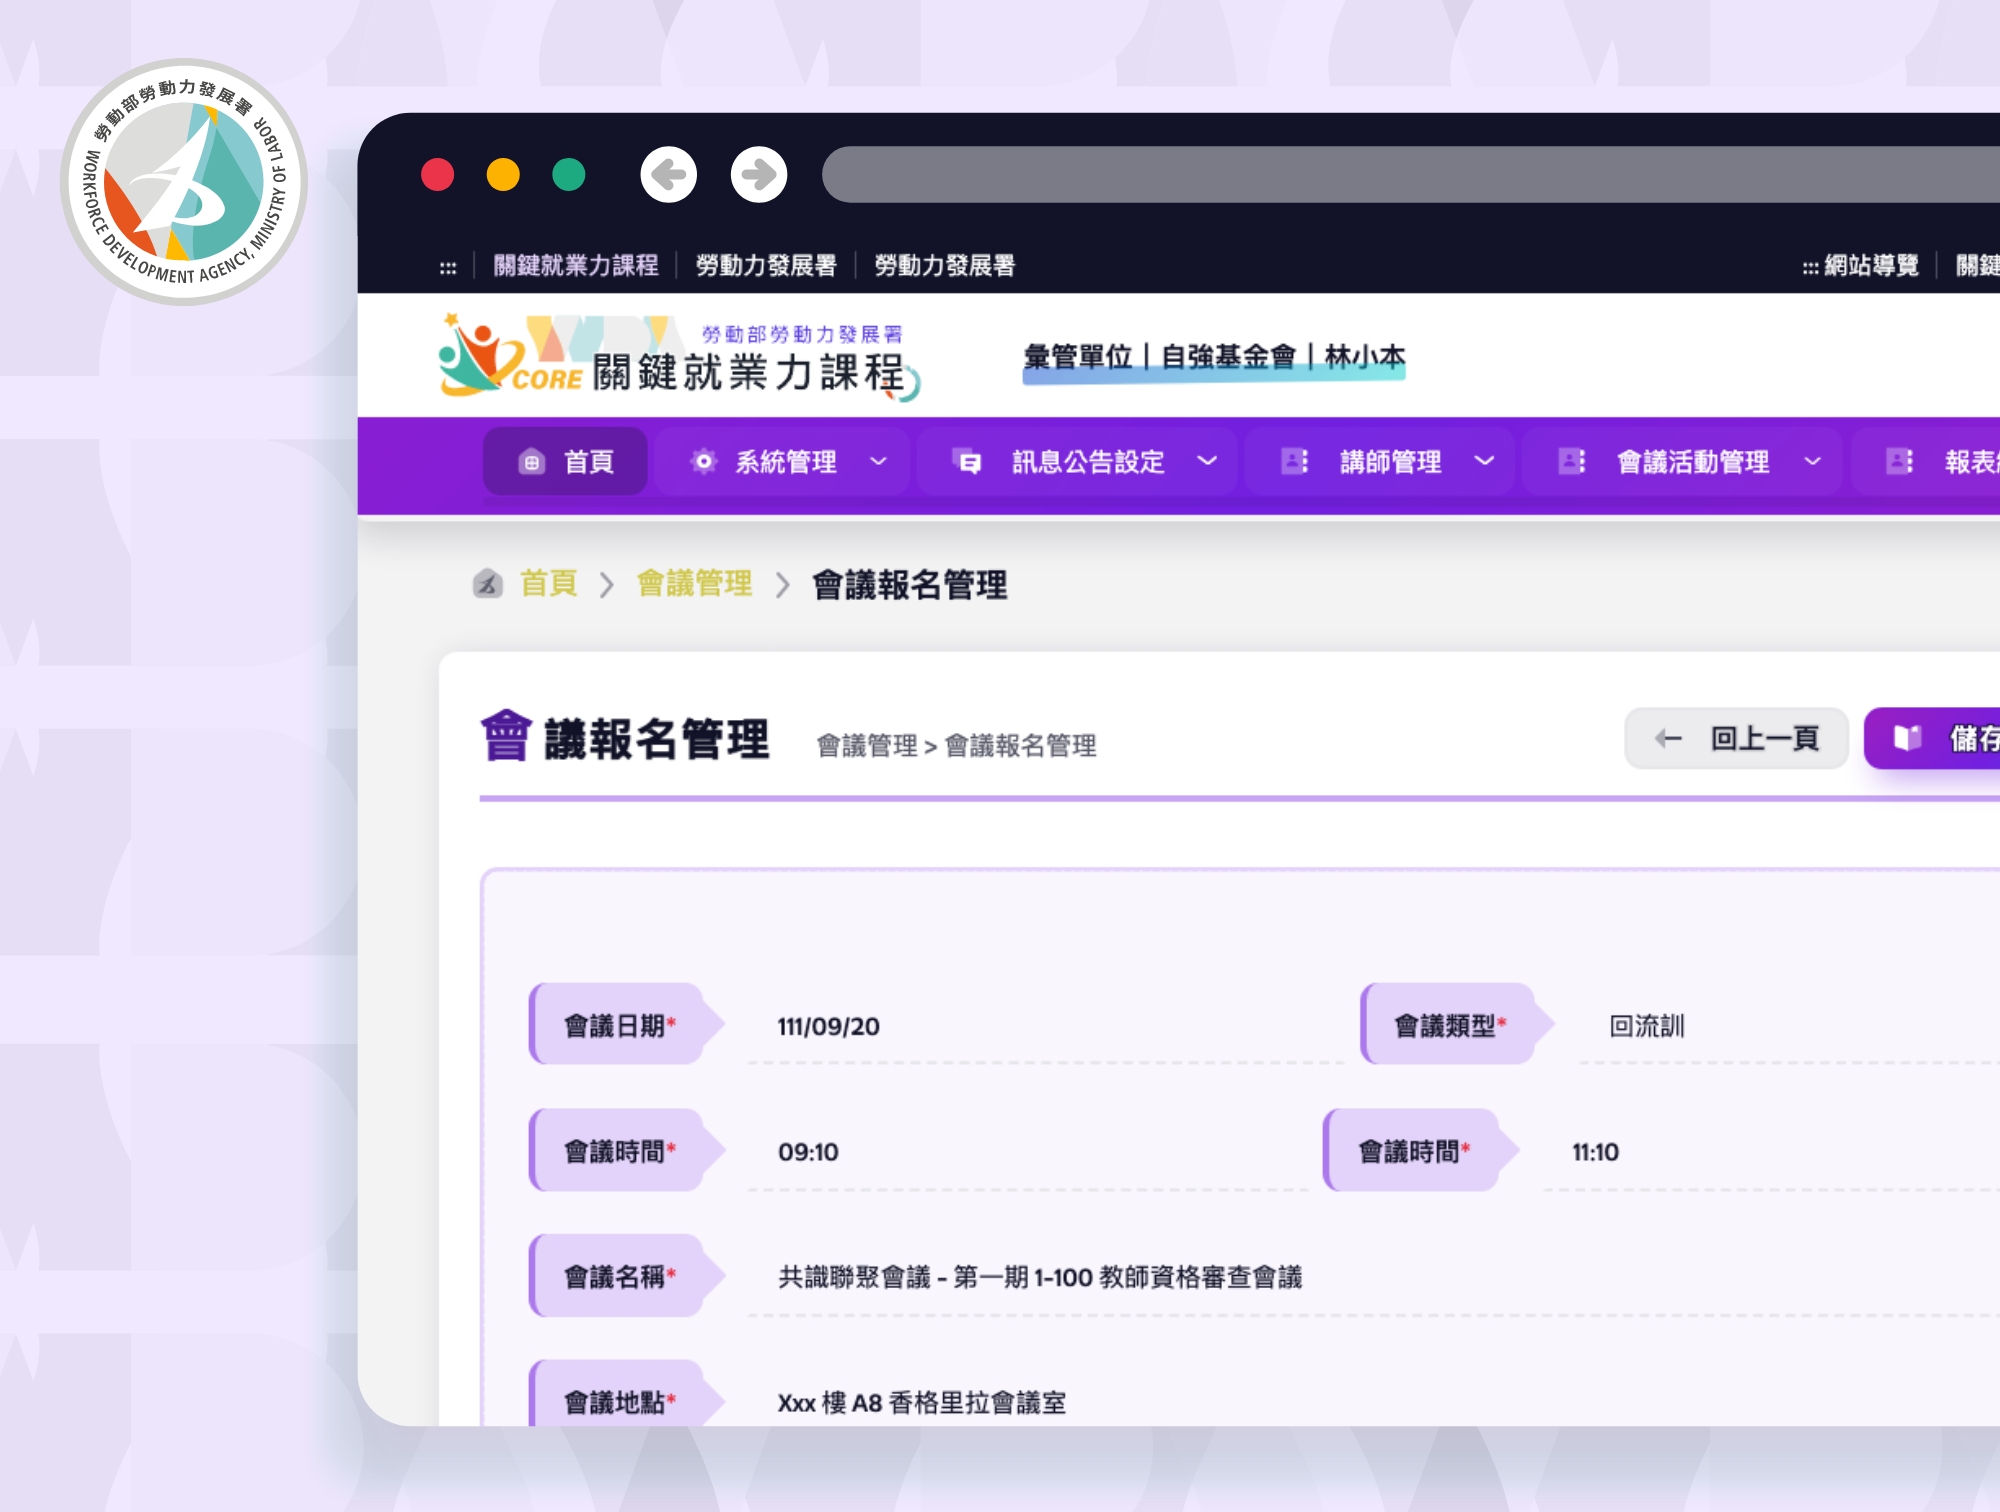 勞動部勞動力發展署
WORKFORCE DEVELOPMENT AGENCY, MINISTRY OF LABOR
::: 關鍵就業力課程 勞動力發展署 勞動力發展署
::: 網站導覽 關鍵
勞動部勞動力發展署
CORE 關鍵就業力課程
彙管單位｜自強基金會｜林小本
首頁 系統管理 訊息公告設定 講師管理 會議活動管理 報表
首頁 會議管理 會議報名管理
會議報名管理 會議管理 > 會議報名管理 回上一頁 儲存
會議日期* 111/09/20 會議類型* 回流訓
會議時間* 09:10 會議時間* 11:10
會議名稱* 共識聯聚會議 - 第一期 1-100 教師資格審查會議
會議地點* Xxx 樓 A8 香格里拉會議室